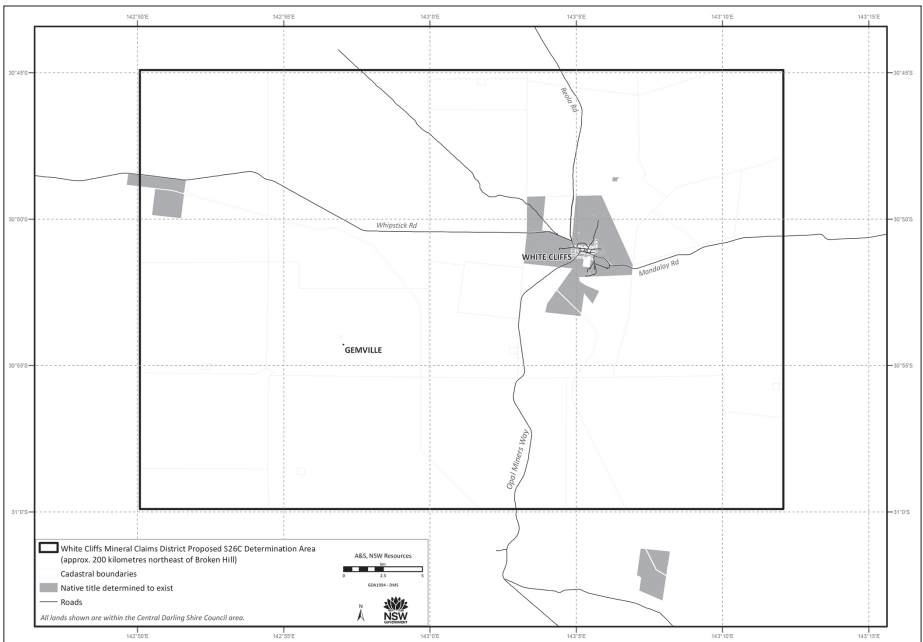 142°50'E 142°55'E 143°0'E 143°5'E 143°10'E 143°15'E
30°45'S 30°45'S
Reola Rd
30°50'S 30°50'S
Whipstick Rd
WHITE CLIFFS
Mandalay Rd
GEMVILLE
30°55'S 30°55'S
Opal Miners Way
31°0'S 31°0'S
White Cliffs Mineral Claims District Proposed S26C Determination Area
(approx. 200 kilometres northeast of Broken Hill)
Cadastral boundaries
Native title determined to exist
Roads
All lands shown are within the Central Darling Shire Council area.
A&S, NSW Resources
km
0 2.5 5
GDA1994 - DMS
N
NSW
GOVERNMENT
142°50'E 142°55'E 143°0'E 143°5'E 143°10'E 143°15'E